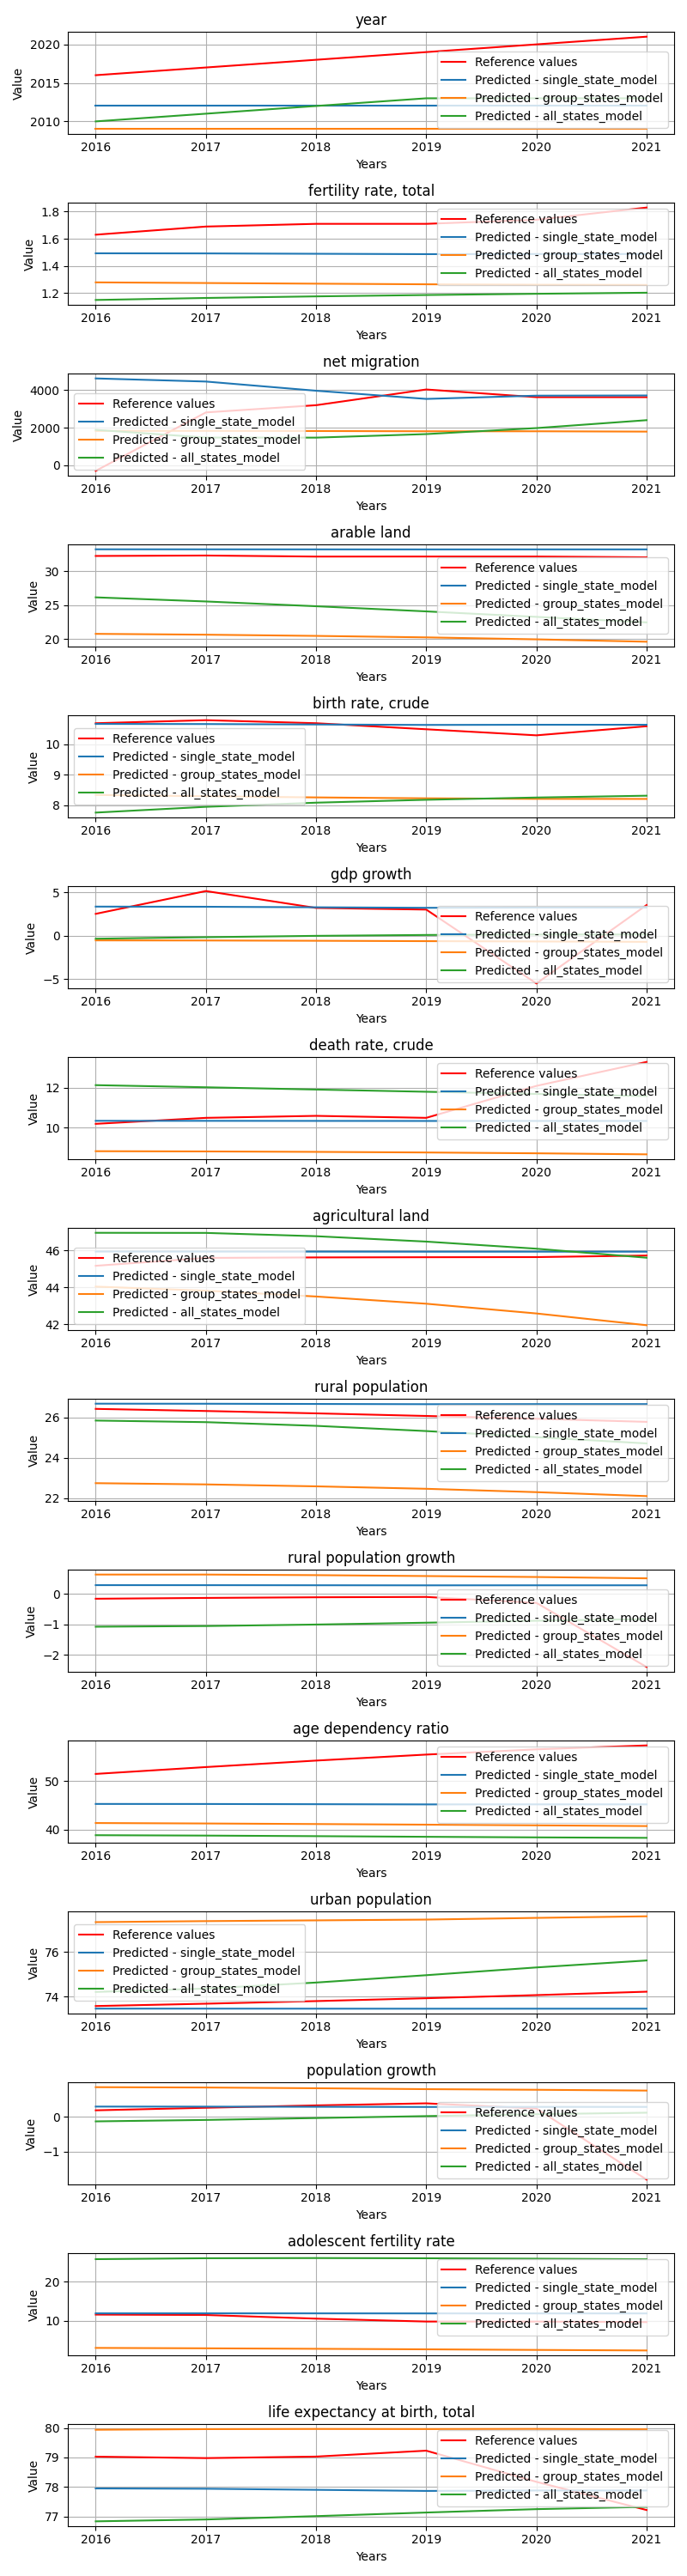 year
2020
2015
2010
Value
Reference values
Predicted - single_state_model
Predicted - group_states_model
Predicted - all_states_model
2016 2017 2018 2019 2020 2021
Years
fertility rate, total
1.8
1.6
1.4
1.2
Value
Reference values
Predicted - single_state_model
Predicted - group_states_model
Predicted - all_states_model
2016 2017 2018 2019 2020 2021
Years
net migration
4000
2000
0
Value
Reference values
Predicted - single_state_model
Predicted - group_states_model
Predicted - all_states_model
2016 2017 2018 2019 2020 2021
Years
arable land
30
25
20
Value
Reference values
Predicted - single_state_model
Predicted - group_states_model
Predicted - all_states_model
2016 2017 2018 2019 2020 2021
Years
birth rate, crude
10
9
8
Value
Reference values
Predicted - single_state_model
Predicted - group_states_model
Predicted - all_states_model
2016 2017 2018 2019 2020 2021
Years
gdp growth
5
0
−5
Value
Reference values
Predicted - single_state_model
Predicted - group_states_model
Predicted - all_states_model
2016 2017 2018 2019 2020 2021
Years
death rate, crude
12
10
Value
Reference values
Predicted - single_state_model
Predicted - group_states_model
Predicted - all_states_model
2016 2017 2018 2019 2020 2021
Years
agricultural land
46
44
42
Value
Reference values
Predicted - single_state_model
Predicted - group_states_model
Predicted - all_states_model
2016 2017 2018 2019 2020 2021
Years
rural population
26
24
22
Value
Reference values
Predicted - single_state_model
Predicted - group_states_model
Predicted - all_states_model
2016 2017 2018 2019 2020 2021
Years
rural population growth
0
−1
−2
Value
Reference values
Predicted - single_state_model
Predicted - group_states_model
Predicted - all_states_model
2016 2017 2018 2019 2020 2021
Years
age dependency ratio
50
40
Value
Reference values
Predicted - single_state_model
Predicted - group_states_model
Predicted - all_states_model
2016 2017 2018 2019 2020 2021
Years
urban population
76
74
Value
Reference values
Predicted - single_state_model
Predicted - group_states_model
Predicted - all_states_model
2016 2017 2018 2019 2020 2021
Years
population growth
0
−1
Value
Reference values
Predicted - single_state_model
Predicted - group_states_model
Predicted - all_states_model
2016 2017 2018 2019 2020 2021
Years
adolescent fertility rate
20
10
Value
Reference values
Predicted - single_state_model
Predicted - group_states_model
Predicted - all_states_model
2016 2017 2018 2019 2020 2021
Years
life expectancy at birth, total
80
79
78
77
Value
Reference values
Predicted - single_state_model
Predicted - group_states_model
Predicted - all_states_model
2016 2017 2018 2019 2020 2021
Years